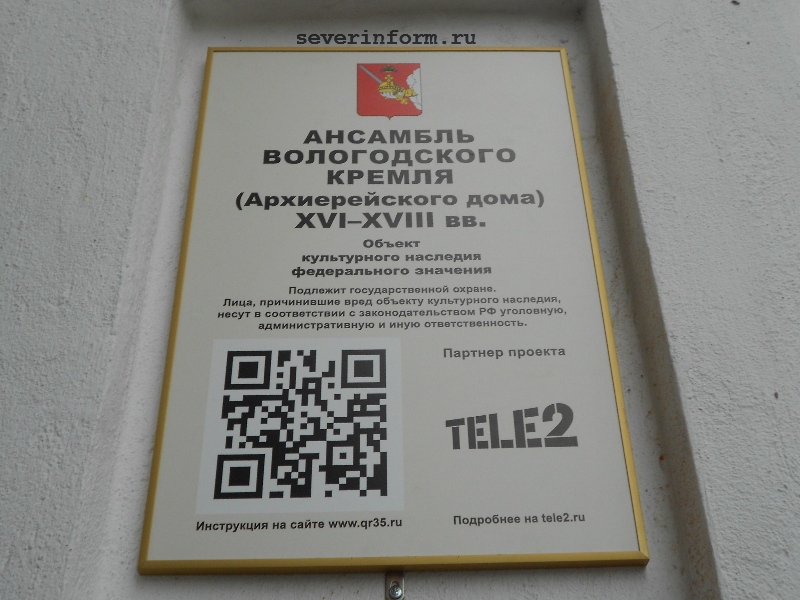 severinform.ru
АНСАМБЛЬ
ВОЛОГОДСКОГО
КРЕМЛЯ
(Архиерейского дома)
XVI–XVIII вв.
Объект
культурного наследия
федерального значения
Подлежит государственной охране.
Лица, причинившие вред объекту культурного наследия,
несут в соответствии с законодательством РФ уголовную,
административную и иную ответственность.
Партнер проекта
TELE2
Инструкция на сайте www.qr35.ru
Подробнее на tele2.ru